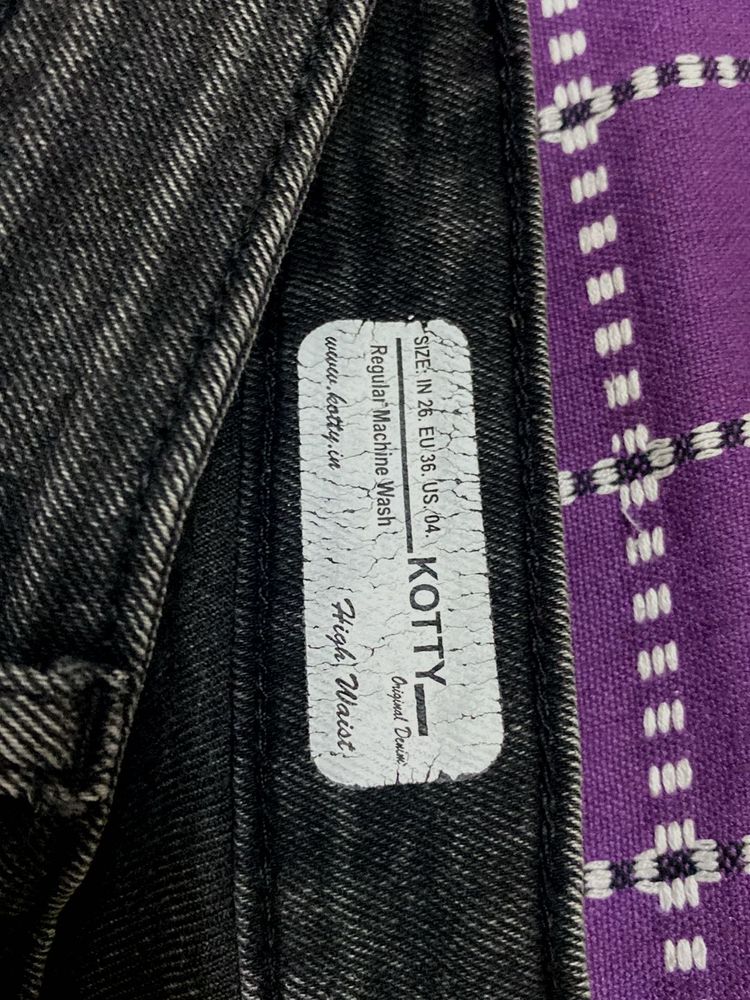 SIZE: IN 26. EU 36. US. 04.
KOTTY
Original Denim
Regular Machine Wash
High Waist
www.kotty.in